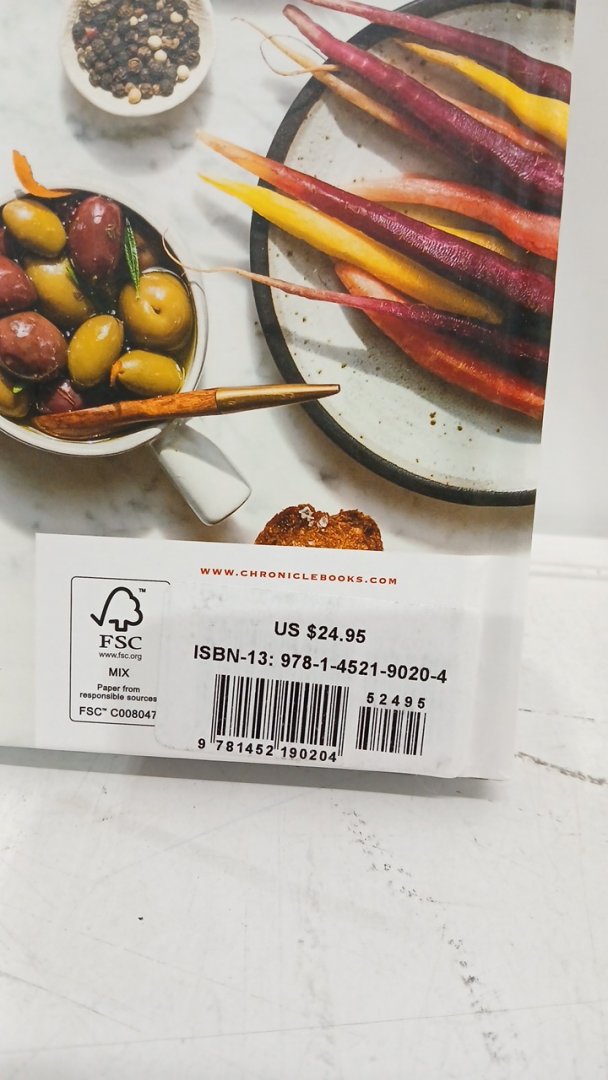 WWW.CHRONICLEBOOKS.COM
™
FSC
www.fsc.org
MIX
Paper from
responsible sources
FSC™ C008047
US $24.95
ISBN-13: 978-1-4521-9020-4
52495
9 781452 190204